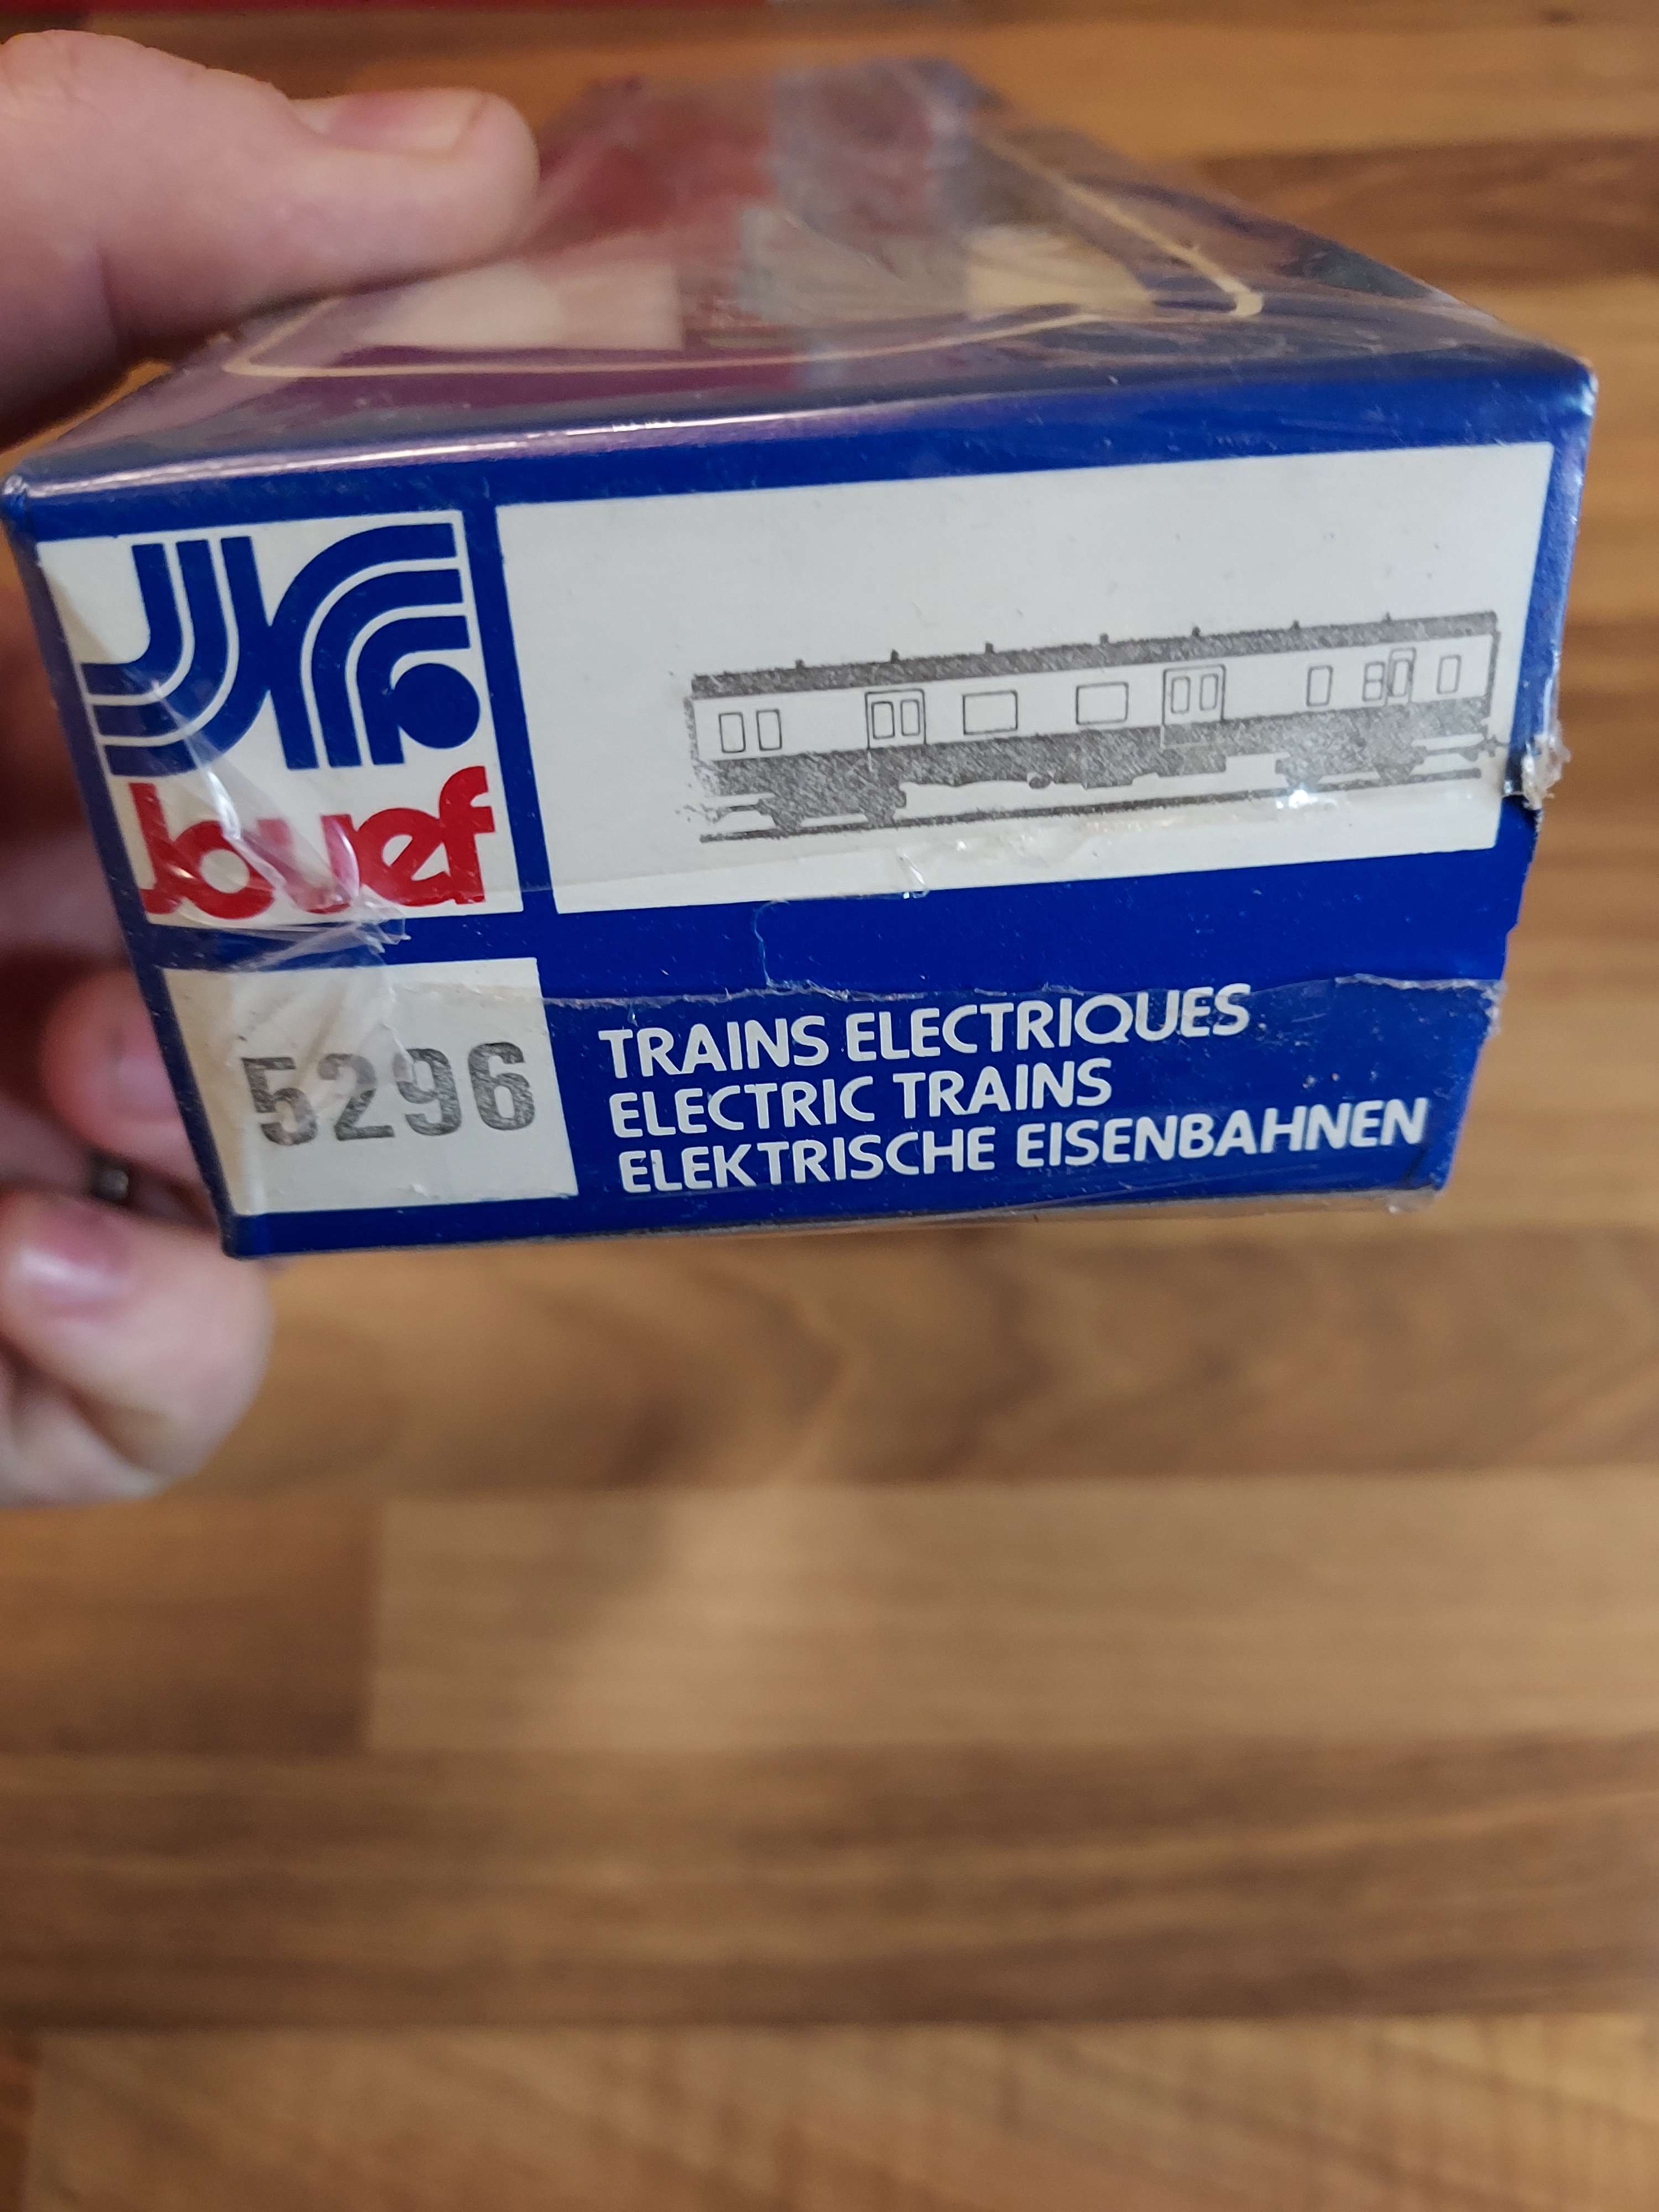 Jouef
5296
TRAINS ELECTRIQUES
ELECTRIC TRAINS
ELEKTRISCHE EISENBAHNEN